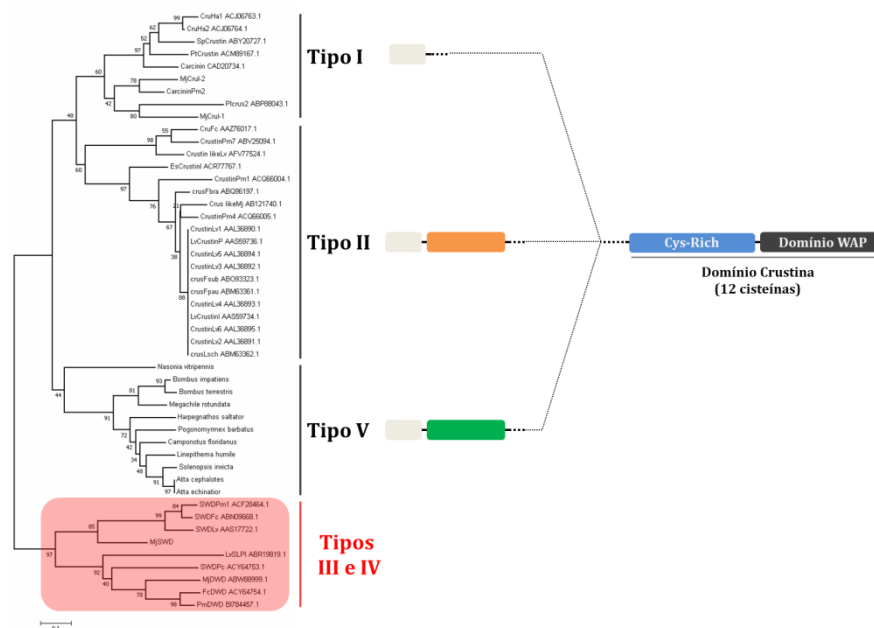 CruHa1 ACJ06763.1
CruHa2 ACJ06764.1
SpCrustin ABY20727.1
PtCrustin ACM89167.1
Carcinin CAD20734.1
MjCruI-2
CarcininPm2
Plcrus2 ABP88043.1
MjCruI-1
Tipo I
CruFc AAZ76017.1
CrustinPm7 ABV25094.1
Crustin likeLv AFV77524.1
EsCrustinI ACR77767.1
CrustinPm1 ACQ66004.1
crusFbra ABQ96197.1
Crus likeMj AB121740.1
CrustinPm4 ACQ66005.1
CrustinLv1 AAL36890.1
LvCrustinP AAS59736.1
CrustinLv5 AAL36894.1
CrustinLv3 AAL36892.1
crusFsub ABO93323.1
crusFpau ABM63361.1
CrustinLv4 AAL36893.1
LvCrustinI AAS59734.1
CrustinLv6 AAL36895.1
CrustinLv2 AAL36891.1
crusLsch ABM63362.1
Tipo II
Cys-Rich
Domínio WAP
Domínio Crustina
(12 cisteínas)
Nasonia vitripennis
Bombus impatiens
Bombus terrestris
Megachile rotundata
Harpegnathos saltator
Pogonomyrmex barbatus
Camponotus floridanus
Linepithema humile
Solenopsis invicta
Atta cephalotes
Atta echinatior
Tipo V
SWDPm1 ACF28464.1
SWDFc ABN09668.1
SWDLv AAS17722.1
MjSWD
LvSLPI ABR19819.1
SWDPc ACY64753.1
MjDWD ABW88999.1
FcDWD ACY64754.1
PmDWD BI784457.1
Tipos
III e IV
99
62
52
97
60
78
42
80
48
55
98
60
97
76
21
67
38
88
93
81
44
91
72
42
34
48
91
97
84
99
85
97
92
40
78
98